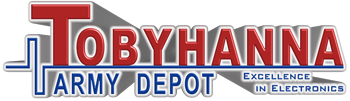 TOBYHANNA
ARMY DEPOT
EXCELLENCE
IN ELECTRONICS